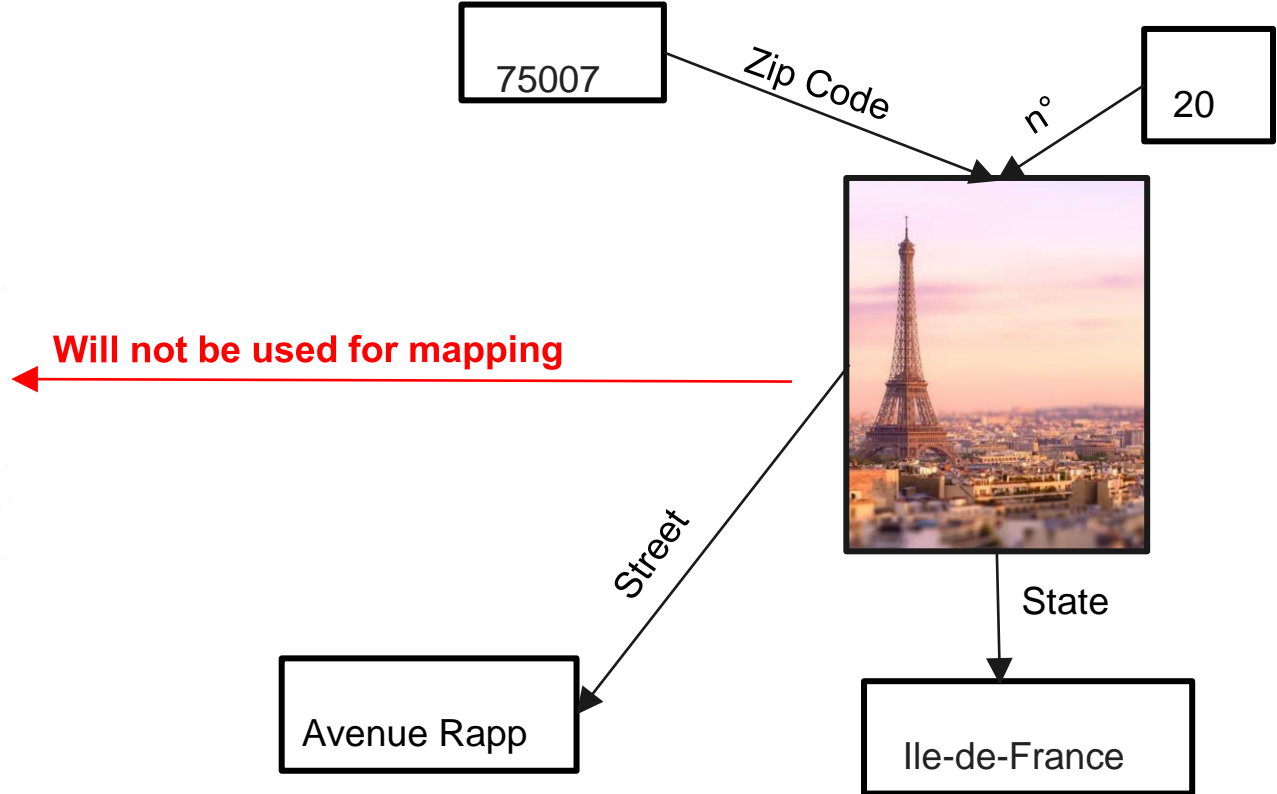 75007
Zip Code
n°
20
Will not be used for mapping
Street
State
Avenue Rapp
Ile-de-France